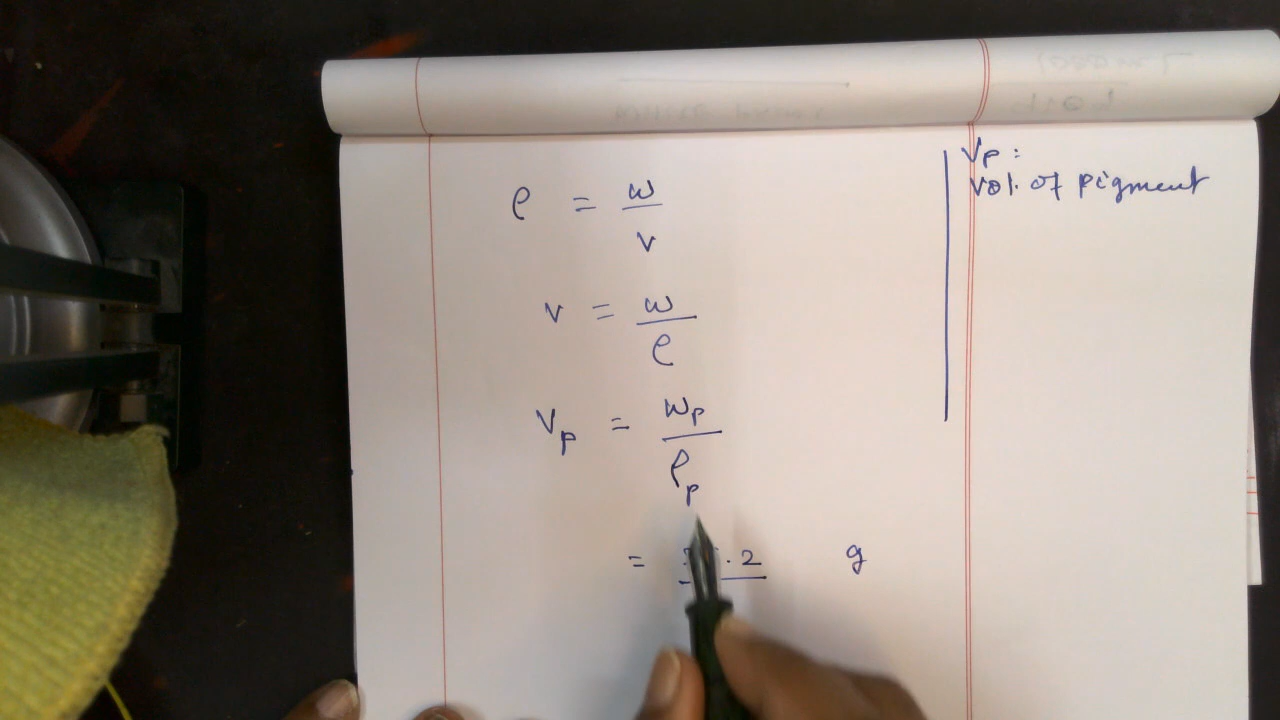 ρ = w / v
v = w / ρ
Vp = wp / ρp
= .2 g
Vp :
Vol. of pigment